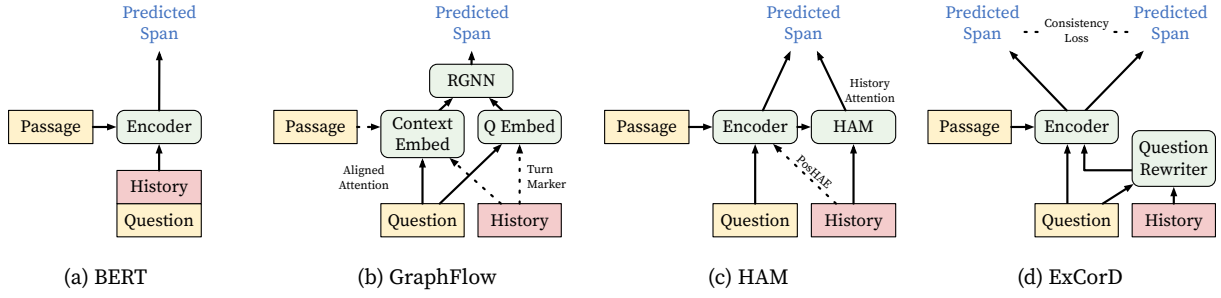 Predicted
Span
Passage
Encoder
History
Question
(a) BERT
Predicted
Span
RGNN
Passage
Context
Embed
Q Embed
Aligned
Attention
Turn
Marker
Question
History
(b) GraphFlow
Predicted
Span
History
Attention
Passage
Encoder
HAM
PosHAE
Question
History
(c) HAM
Predicted
Span
Consistency
Loss
Predicted
Span
Passage
Encoder
Question
Rewriter
Question
History
(d) ExCorD